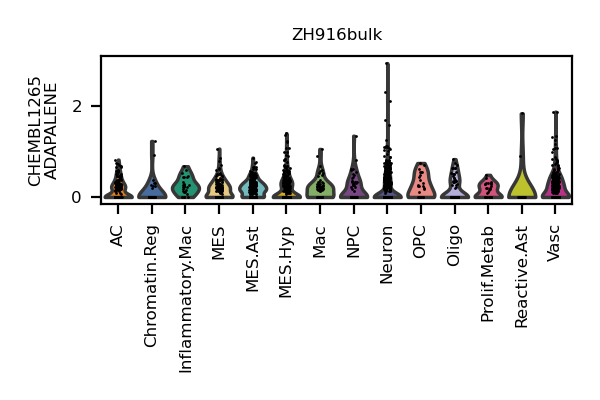 ZH916bulk
CHEMBL1265
ADAPALENE
2
0
AC
Chromatin.Reg
Inflammatory.Mac
MES
MES.Ast
MES.Hyp
Mac
NPC
Neuron
OPC
Oligo
Prolif.Metab
Reactive.Ast
Vasc